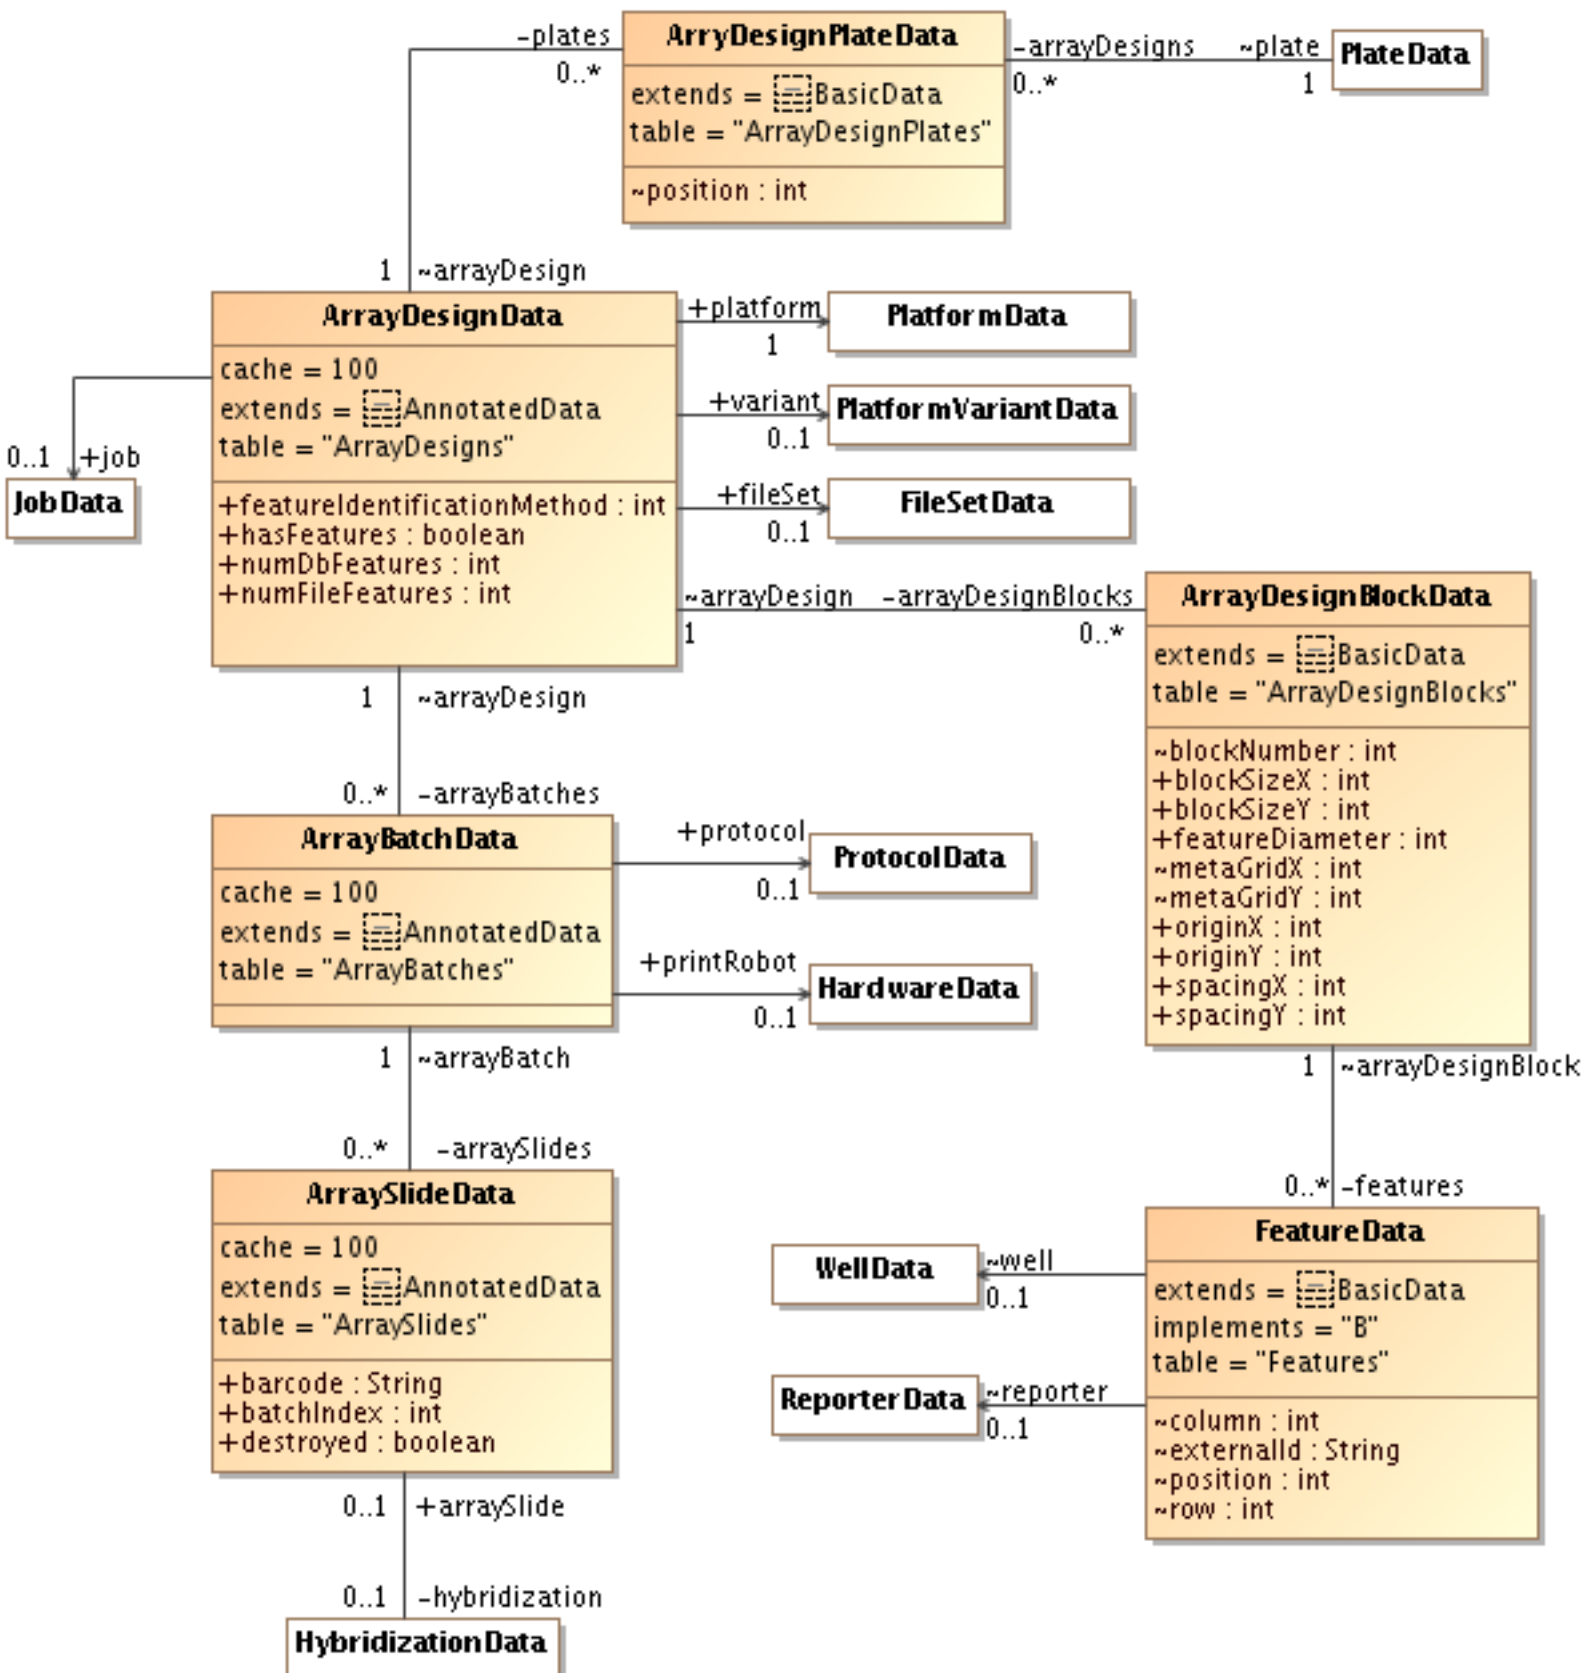 -plates
0..*
ArryDesignPlateData
extends = BasicData
table = "ArrayDesignPlates"
~position : int
-arrayDesigns
0..*
~plate
1
PlateData
1
~arrayDesign
ArrayDesignData
cache = 100
extends = AnnotatedData
table = "ArrayDesigns"
+featureIdentificationMethod : int
+hasFeatures : boolean
+numDbFeatures : int
+numFileFeatures : int
0..1
+job
JobData
+platform
1
PlatformData
+variant
0..1
PlatformVariantData
+fileSet
0..1
FileSetData
~arrayDesign
1
-arrayDesignBlocks
0..*
ArrayDesignBlockData
extends = BasicData
table = "ArrayDesignBlocks"
~blockNumber : int
+blockSizeX : int
+blockSizeY : int
+featureDiameter : int
~metaGridX : int
~metaGridY : int
+originX : int
+originY : int
+spacingX : int
+spacingY : int
1
~arrayDesign
0..*
-arrayBatches
ArrayBatchData
cache = 100
extends = AnnotatedData
table = "ArrayBatches"
+protocol
0..1
ProtocolData
+printRobot
0..1
HardwareData
1
~arrayBatch
0..*
-arraySlides
ArraySlideData
cache = 100
extends = AnnotatedData
table = "ArraySlides"
+barcode : String
+batchIndex : int
+destroyed : boolean
1
~arrayDesignBlock
0..*
-features
FeatureData
extends = BasicData
implements = "B"
table = "Features"
~column : int
~externalId : String
~position : int
~row : int
WellData
~well
0..1
ReporterData
~reporter
0..1
0..1
+arraySlide
0..1
-hybridization
HybridizationData